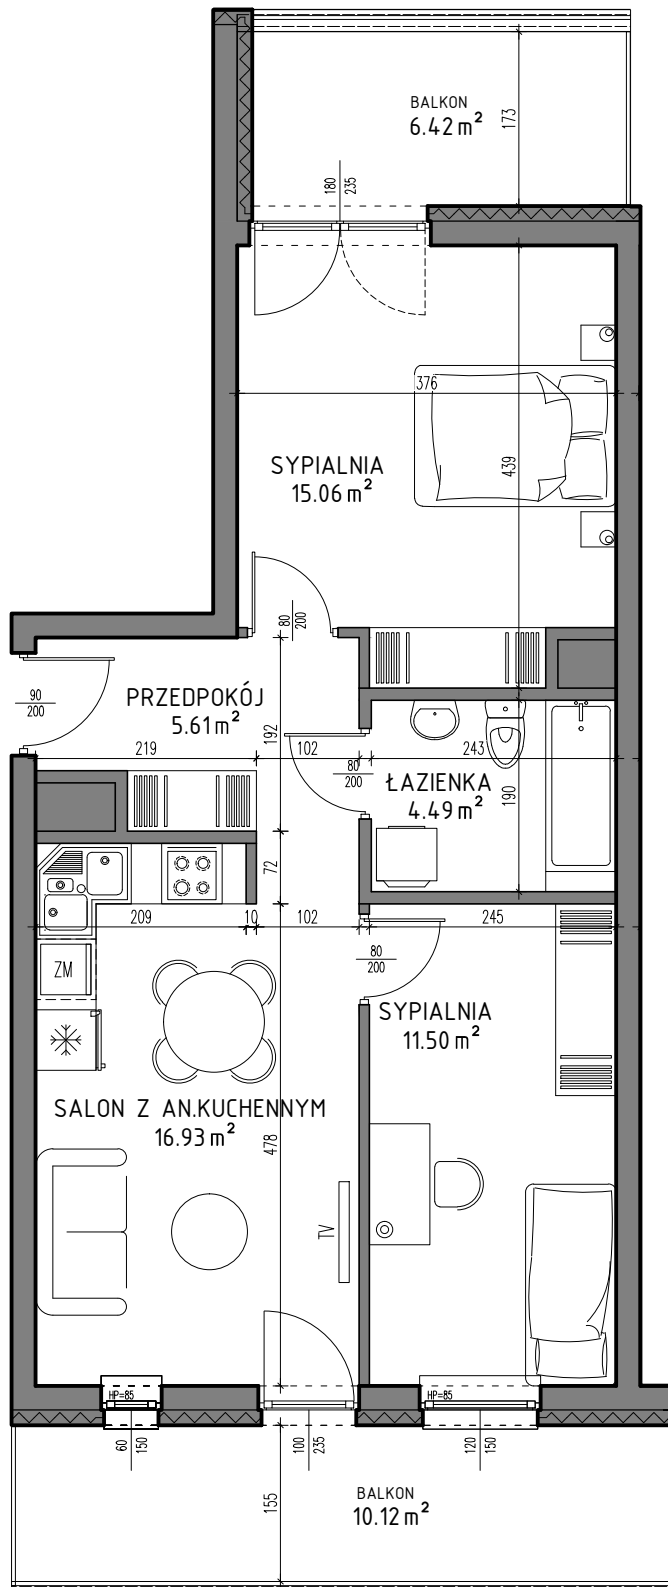 BALKON
6.42 m²
173
180
235
376
439
SYPIALNIA
15.06 m²
80
200
90
200
PRZEDPOKÓJ
5.61 m²
192
219
102
80
200
243
ŁAZIENKA
4.49 m²
190
72
209
10
102
245
80
200
ZM
SYPIALNIA
11.50 m²
SALON Z AN.KUCHENNYM
16.93 m²
478
TV
HP=85
HP=85
60
150
100
235
120
150
155
BALKON
10.12 m²